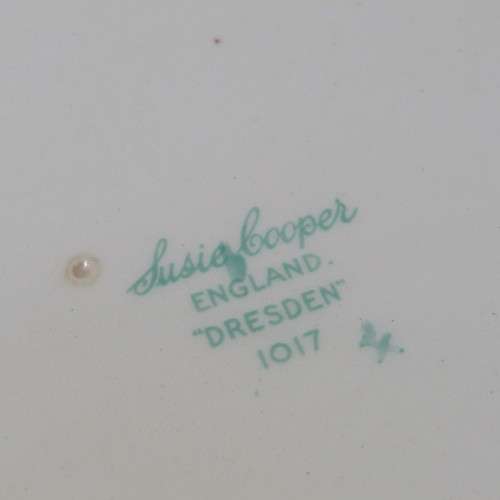 Susie Cooper
ENGLAND.
"DRESDEN"
1017